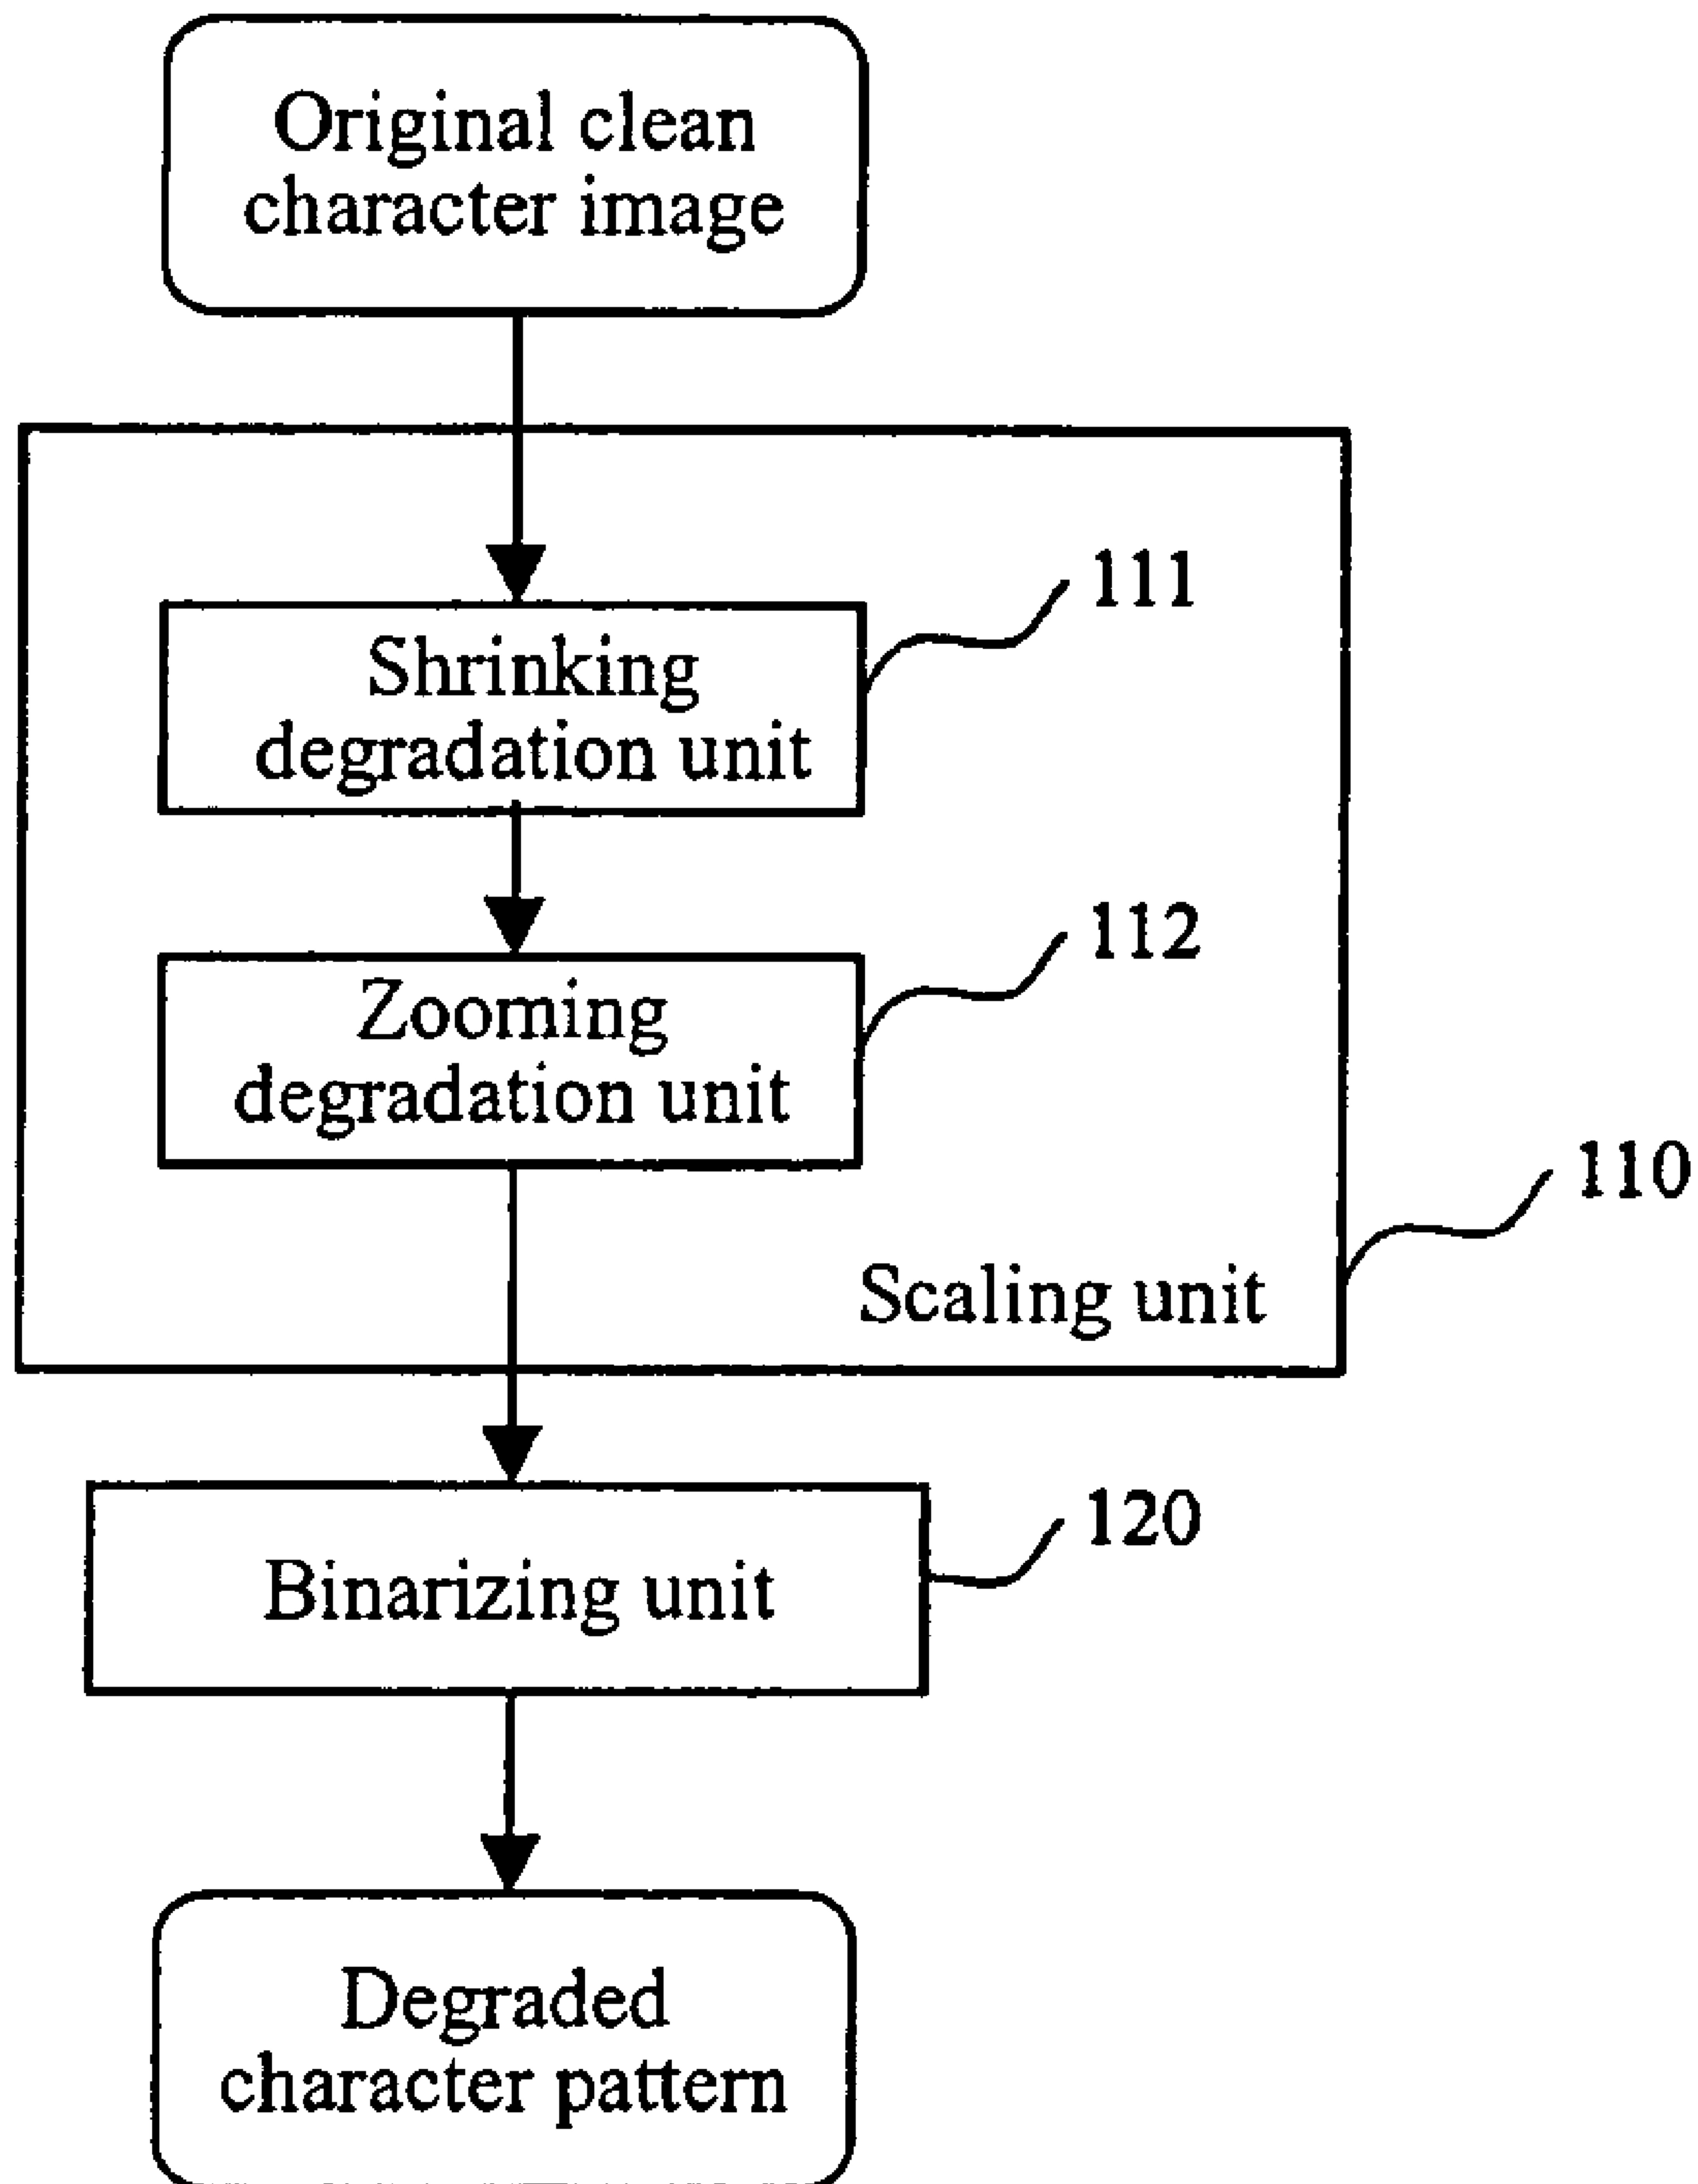 Original clean
character image
111
Shrinking
degradation unit
112
Zooming
degradation unit
110
Scaling unit
120
Binarizing unit
Degraded
character pattern